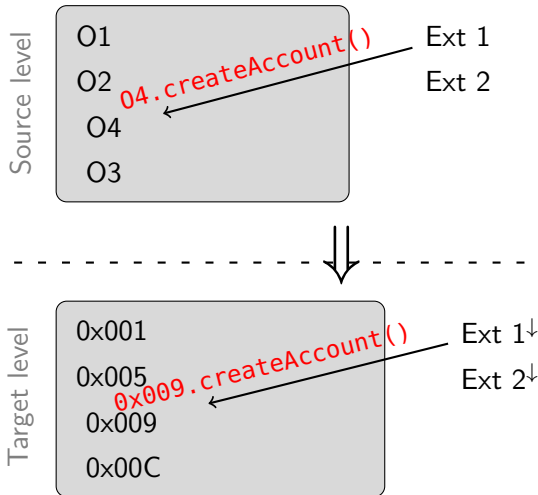 Source level
O1
O2
O4
O3
O4.createAccount()
Ext 1
Ext 2
Target level
0x001
0x005
0x009
0x00C
0x009.createAccount()
Ext 1↓
Ext 2↓